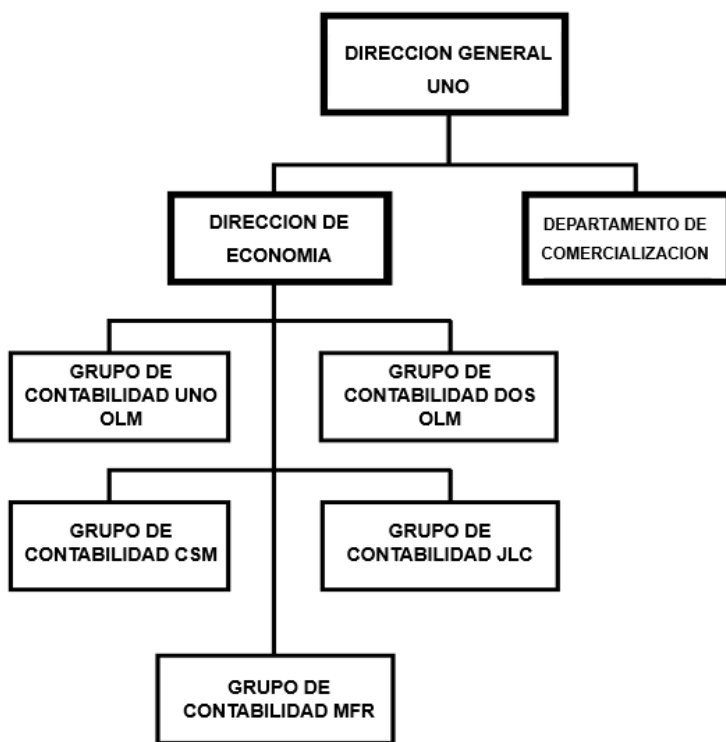 DIRECCION GENERAL
UNO
DIRECCION DE
ECONOMIA
DEPARTAMENTO DE
COMERCIALIZACION
GRUPO DE
CONTABILIDAD UNO
OLM
GRUPO DE
CONTABILIDAD DOS
OLM
GRUPO DE
CONTABILIDAD CSM
GRUPO DE
CONTABILIDAD JLC
GRUPO DE
CONTABILIDAD MFR